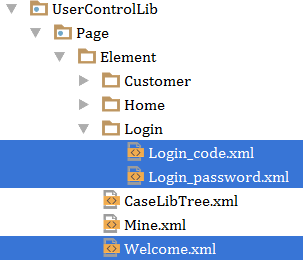 UserControlLib
Page
Element
Customer
Home
Login
Login_code.xml
Login_password.xml
CaseLibTree.xml
Mine.xml
Welcome.xml